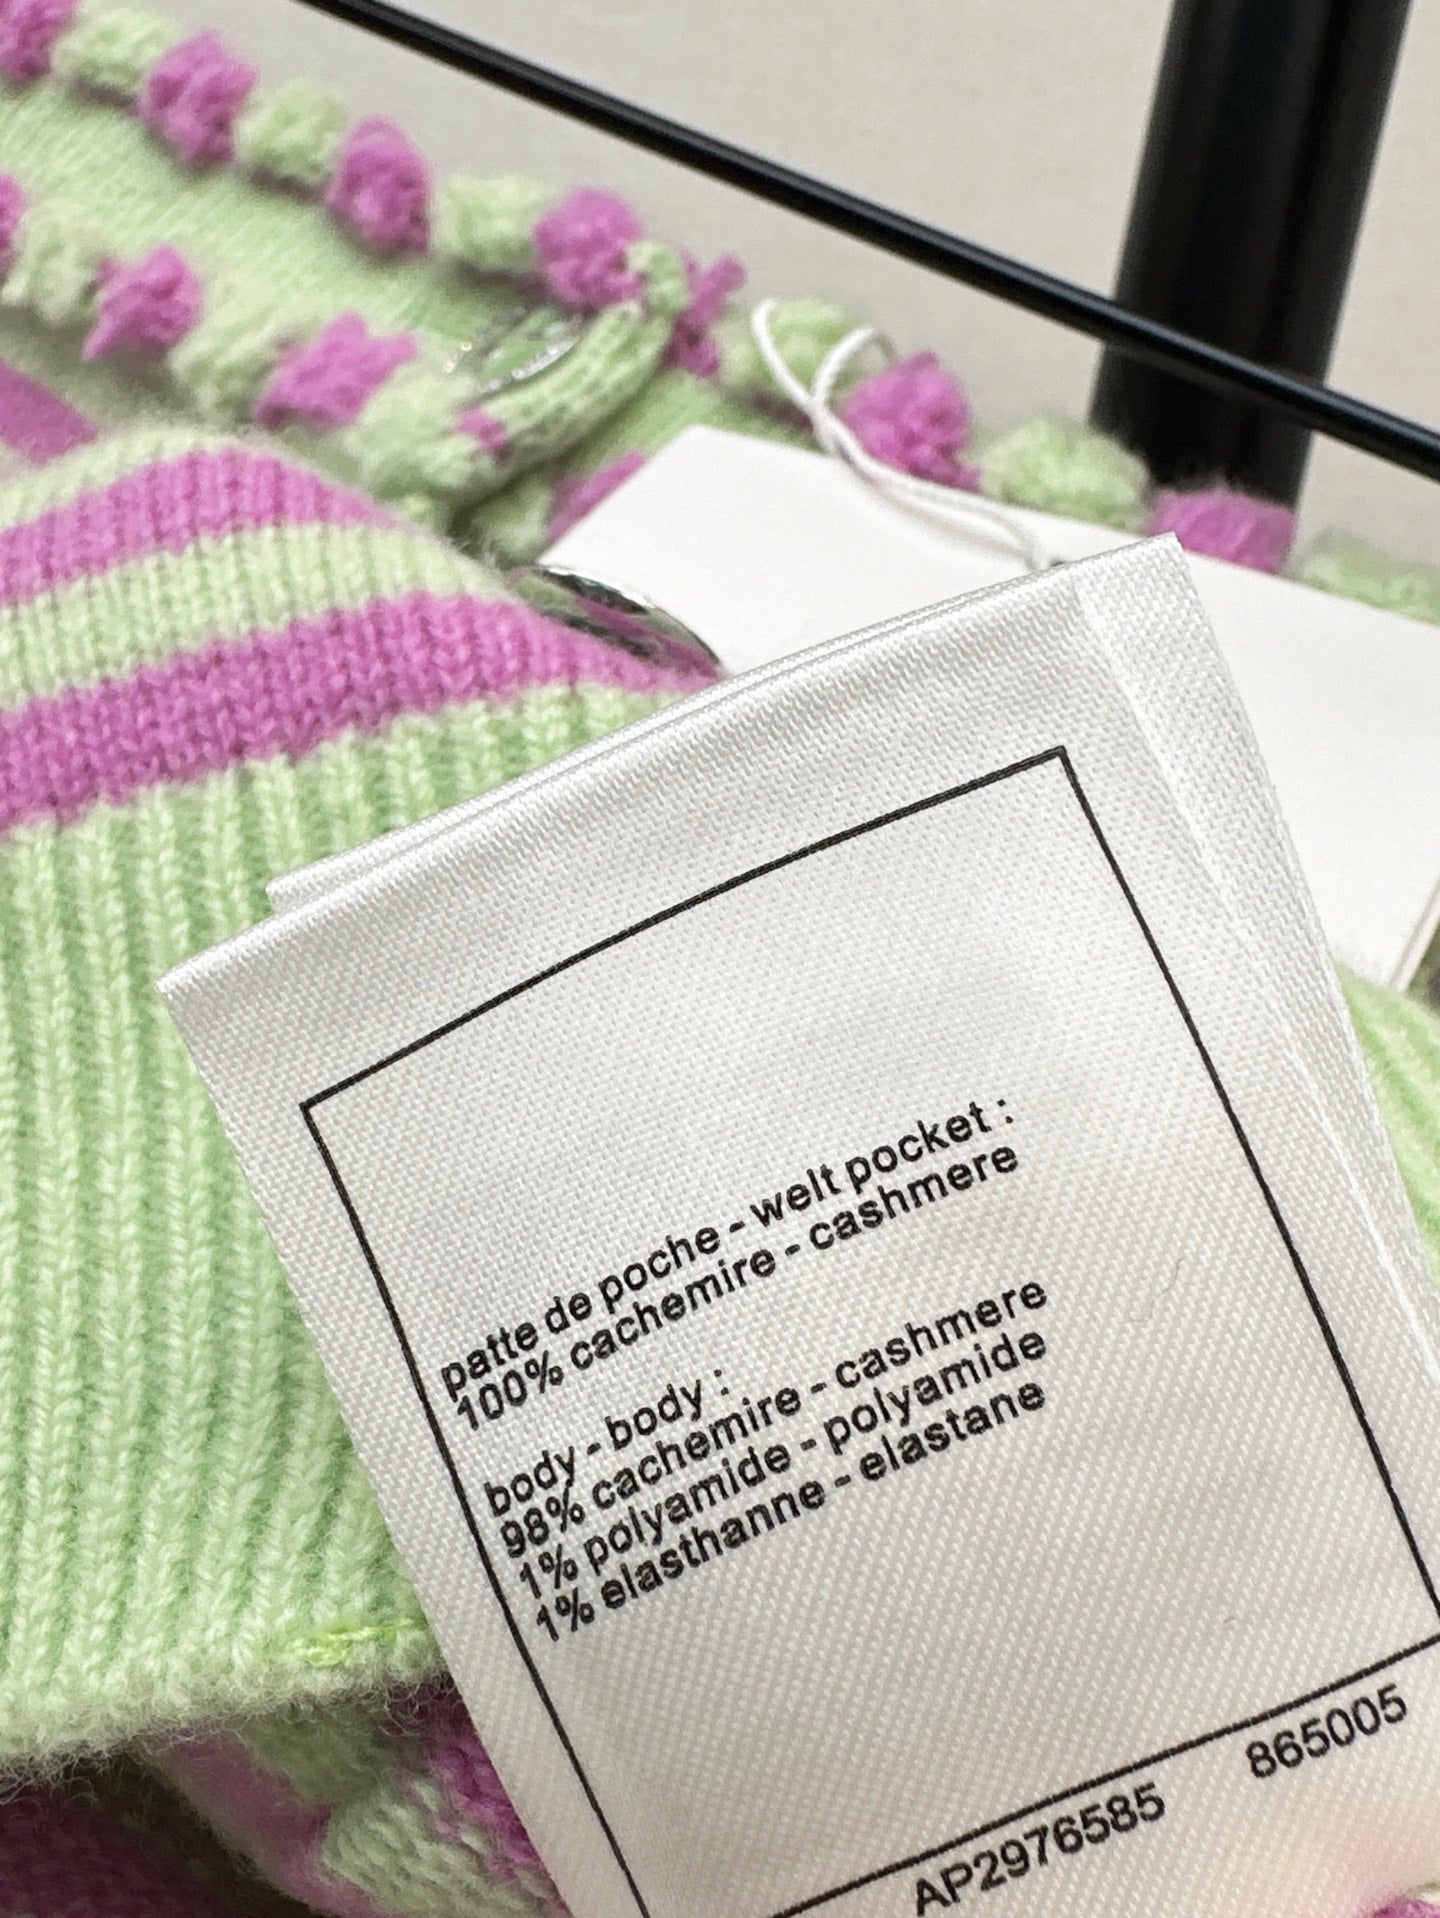 patte de poche - welt pocket :
100% cachemire - cashmere
body - body :
98% cachemire - cashmere
1% polyamide - polyamide
1% elasthanne - elastane
AP2976585 865005